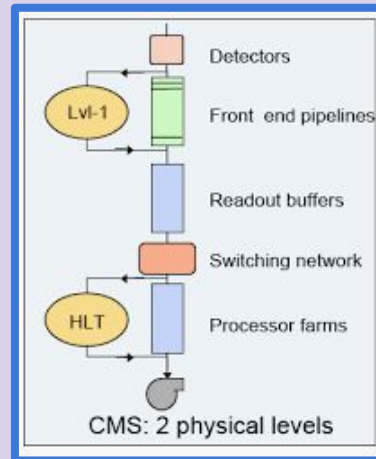 Detectors
Lvl-1
Front end pipelines
Readout buffers
Switching network
HLT
Processor farms
CMS: 2 physical levels